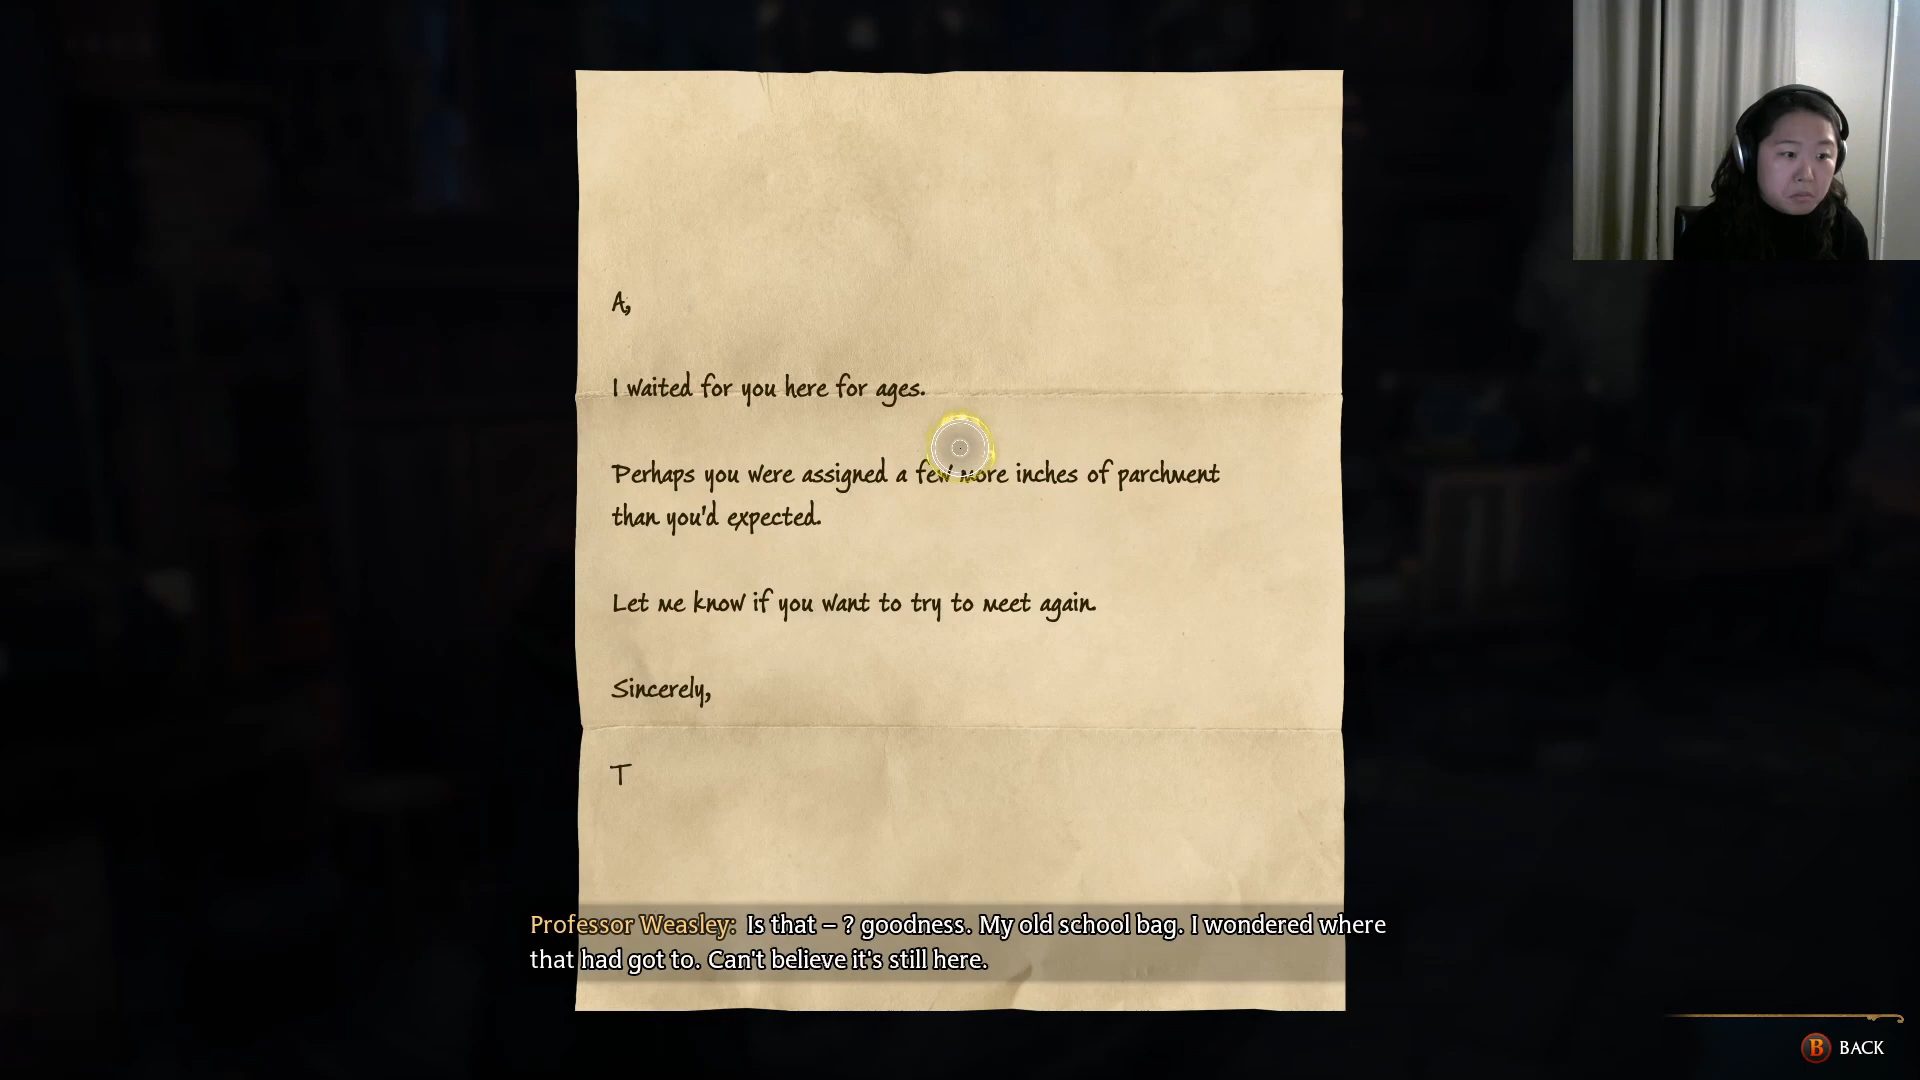 A,
I waited for you here for ages.
Perhaps you were assigned a few more inches of parchment
than you'd expected.
Let me know if you want to try to meet again.
Sincerely,
T
Professor Weasley: Is that – ? goodness. My old school bag. I wondered where
that had got to. Can't believe it's still here.
B BACK